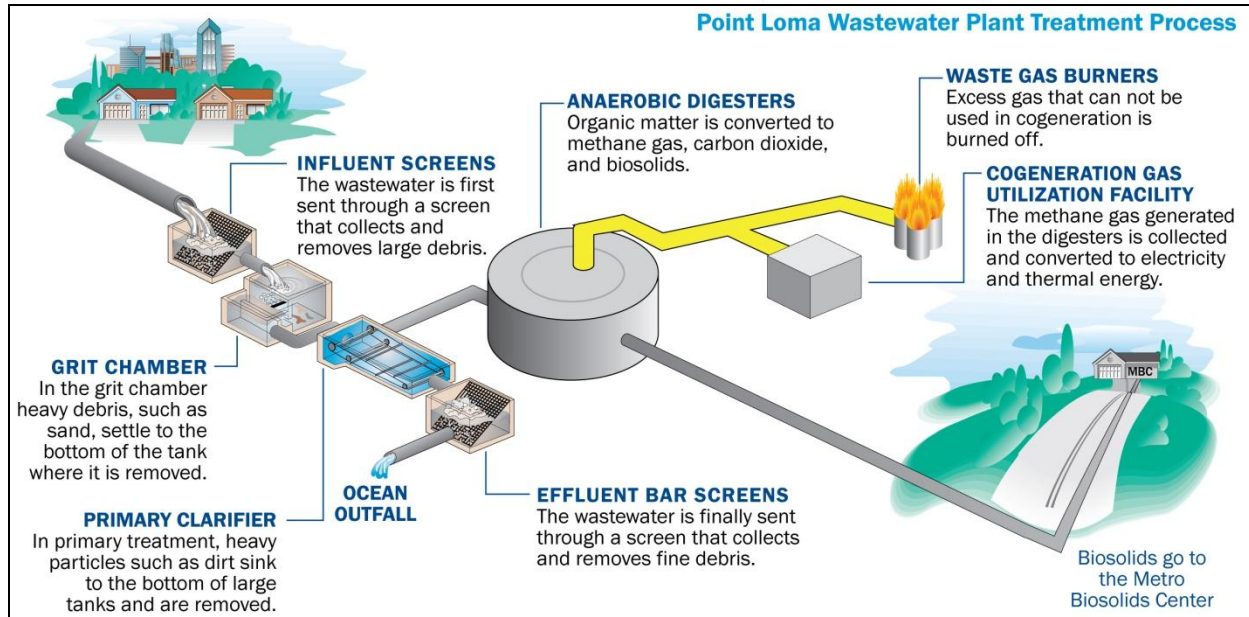 Point Loma Wastewater Plant Treatment Process
INFLUENT SCREENS
The wastewater is first
sent through a screen
that collects and
removes large debris.
GRIT CHAMBER
In the grit chamber
heavy debris, such as
sand, settle to the
bottom of the tank
where it is removed.
PRIMARY CLARIFIER
In primary treatment, heavy
particles such as dirt sink
to the bottom of large
tanks and are removed.
OCEAN
OUTFALL
EFFLUENT BAR SCREENS
The wastewater is finally sent
through a screen that collects
and removes fine debris.
ANAEROBIC DIGESTERS
Organic matter is converted to
methane gas, carbon dioxide,
and biosolids.
WASTE GAS BURNERS
Excess gas that can not be
used in cogeneration is
burned off.
COGENERATION GAS
UTILIZATION FACILITY
The methane gas generated
in the digesters is collected
and converted to electricity
and thermal energy.
MBC
Biosolids go to
the Metro
Biosolids Center